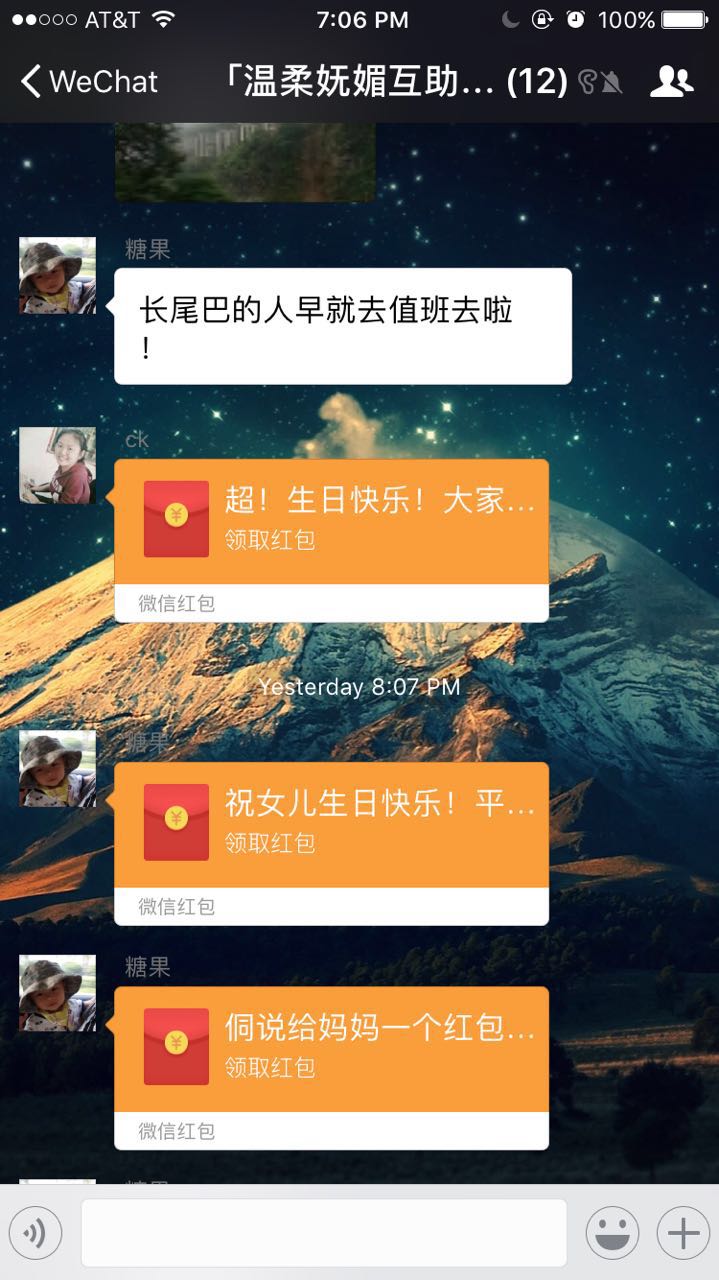 AT&T
7:06 PM
100%
WeChat
「温柔妩媚互助... (12)
糖果
长尾巴的人早就去值班去啦
！
ck
超！生日快乐！大家...
领取红包
微信红包
Yesterday 8:07 PM
糖果
祝女儿生日快乐！平...
领取红包
微信红包
糖果
侗说给妈妈一个红包...
领取红包
微信红包